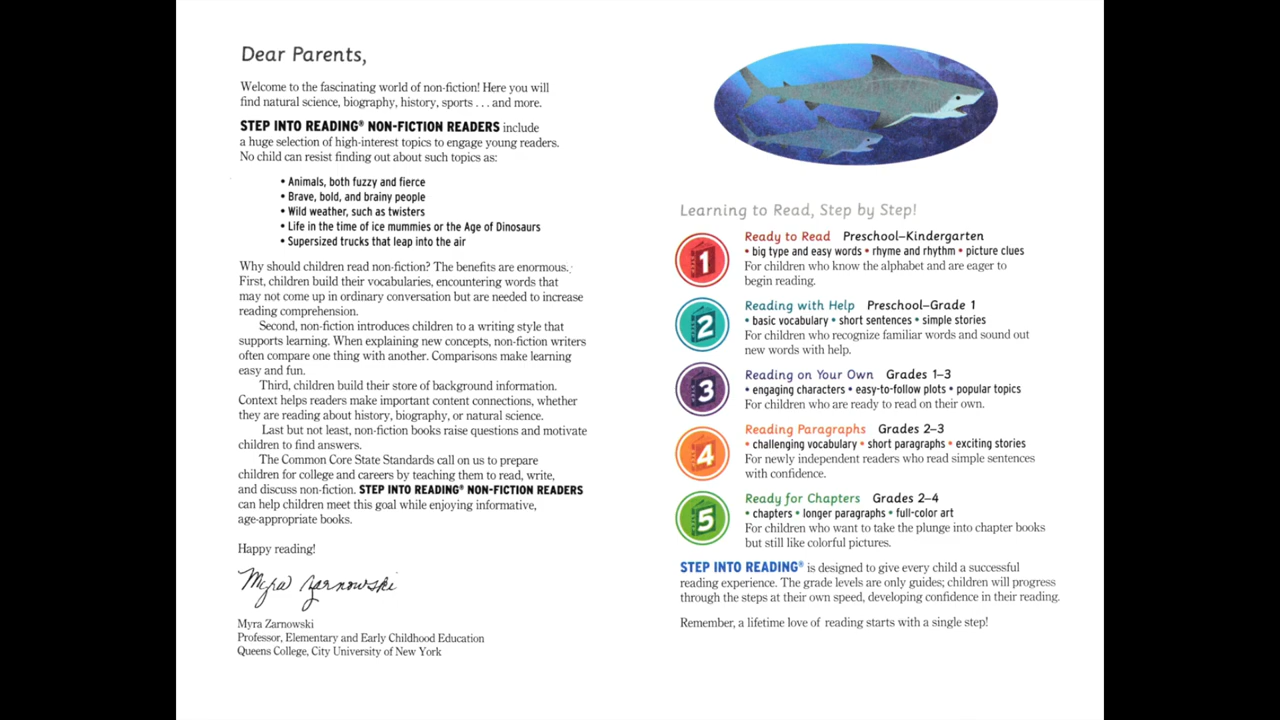 Dear Parents,
Welcome to the fascinating world of non-fiction! Here you will
find natural science, biography, history, sports . . . and more.
STEP INTO READING® NON-FICTION READERS include
a huge selection of high-interest topics to engage young readers.
No child can resist finding out about such topics as:
• Animals, both fuzzy and fierce
• Brave, bold, and brainy people
• Wild weather, such as twisters
• Life in the time of ice mummies or the Age of Dinosaurs
• Supersized trucks that leap into the air
Why should children read non-fiction? The benefits are enormous.
First, children build their vocabularies, encountering words that
may not come up in ordinary conversation but are needed to increase
reading comprehension.
Second, non-fiction introduces children to a writing style that
supports learning. When explaining new concepts, non-fiction writers
often compare one thing with another. Comparisons make learning
easy and fun.
Third, children build their store of background information.
Context helps readers make important content connections, whether
they are reading about history, biography, or natural science.
Last but not least, non-fiction books raise questions and motivate
children to find answers.
The Common Core State Standards call on us to prepare
children for college and careers by teaching them to read, write,
and discuss non-fiction. STEP INTO READING® NON-FICTION READERS
can help children meet this goal while enjoying informative,
age-appropriate books.
Happy reading!
Myra Zarnowski
Myra Zarnowski
Professor, Elementary and Early Childhood Education
Queens College, City University of New York
Learning to Read, Step by Step!
1
Ready to Read Preschool–Kindergarten
• big type and easy words • rhyme and rhythm • picture clues
For children who know the alphabet and are eager to
begin reading.
2
Reading with Help Preschool–Grade 1
• basic vocabulary • short sentences • simple stories
For children who recognize familiar words and sound out
new words with help.
3
Reading on Your Own Grades 1–3
• engaging characters • easy-to-follow plots • popular topics
For children who are ready to read on their own.
4
Reading Paragraphs Grades 2–3
• challenging vocabulary • short paragraphs • exciting stories
For newly independent readers who read simple sentences
with confidence.
5
Ready for Chapters Grades 2–4
• chapters • longer paragraphs • full-color art
For children who want to take the plunge into chapter books
but still like colorful pictures.
STEP INTO READING® is designed to give every child a successful
reading experience. The grade levels are only guides; children will progress
through the steps at their own speed, developing confidence in their reading.
Remember, a lifetime love of reading starts with a single step!